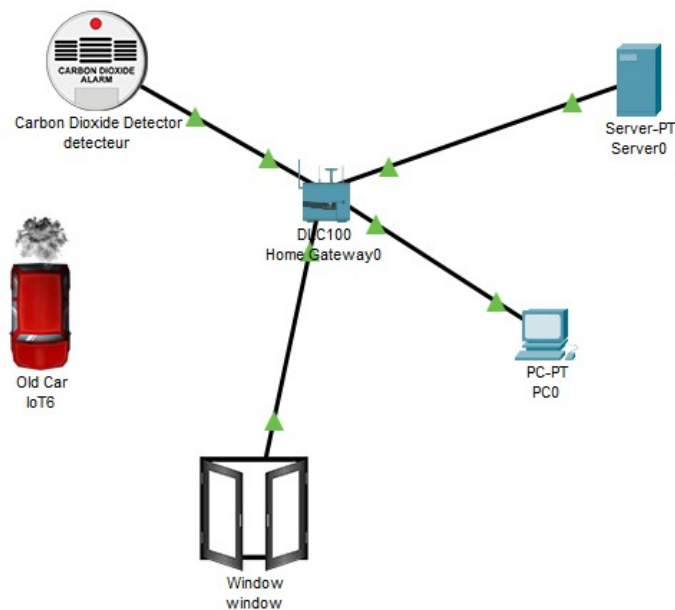 CARBON DIOXIDE
ALARM
Carbon Dioxide Detector
detecteur
Server-PT
Server0
DLC100
Home Gateway0
Old Car
IoT6
PC-PT
PC0
Window
window